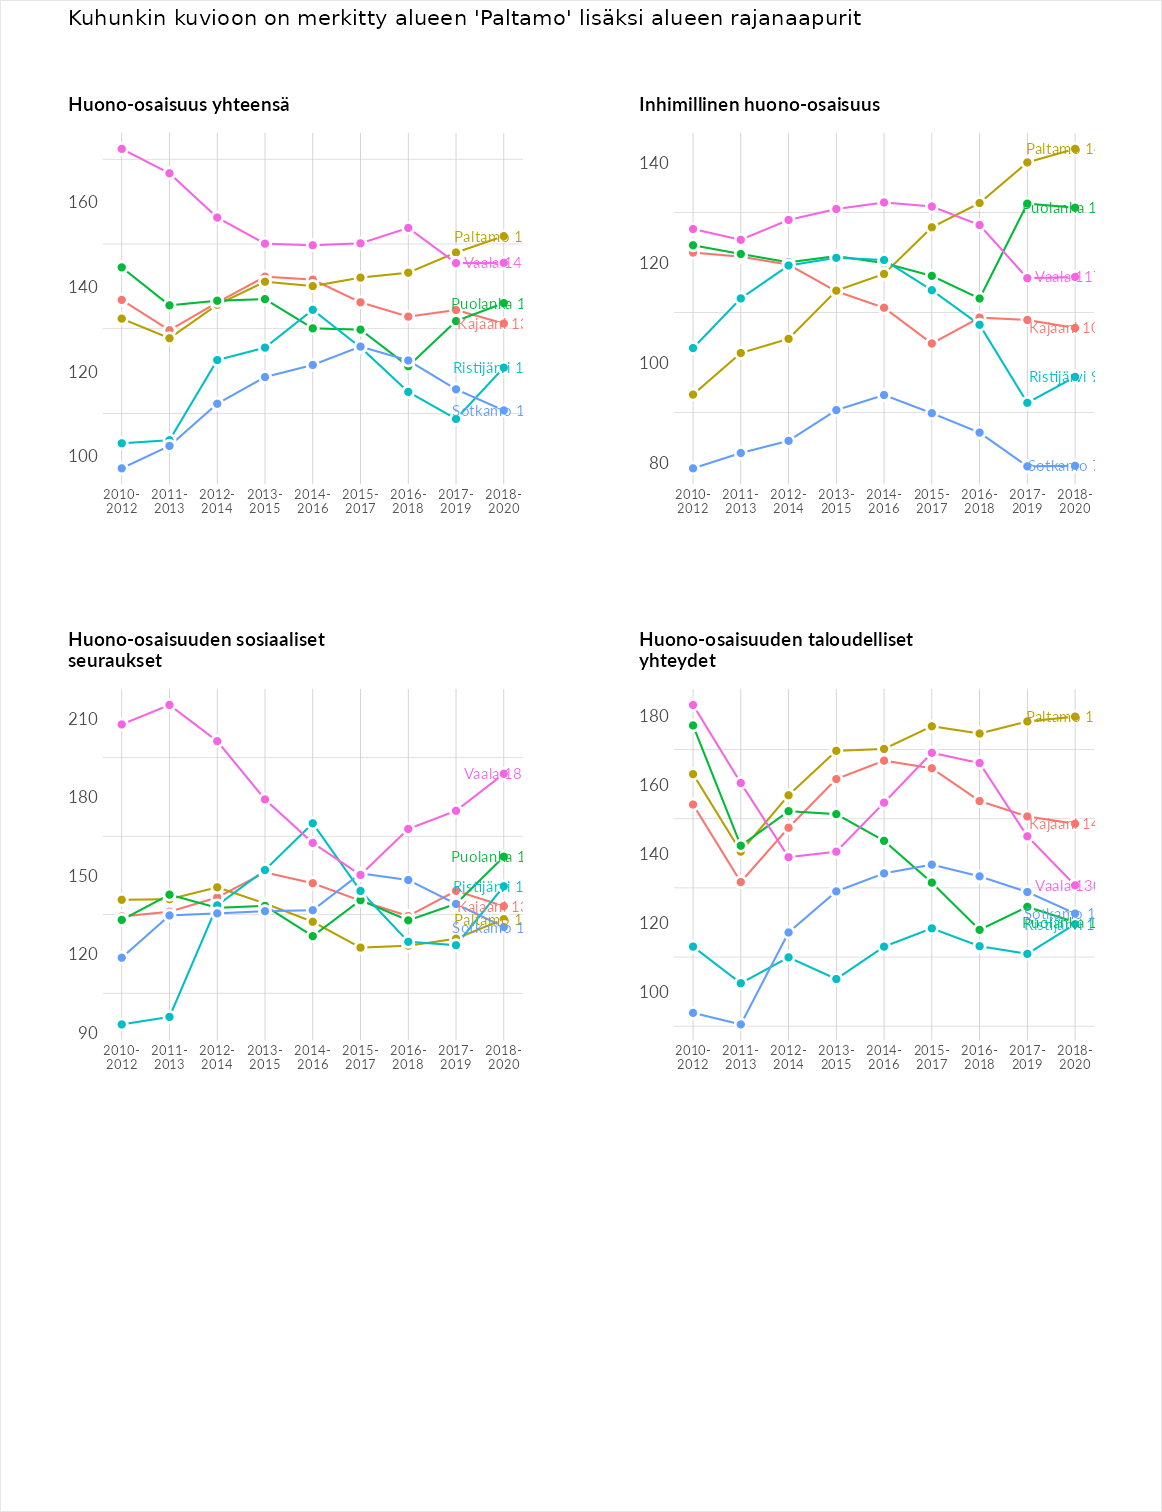 Kuhunkin kuvioon on merkitty alueen 'Paltamo' lisäksi alueen rajanaapurit
Huono-osaisuus yhteensä
160
140
120
100
Paltamo 1
Vaala 14
Puolanka 1
Kajaani 13
Ristijärvi 1
Sotkamo 1
2010-2012 2011-2013 2012-2014 2013-2015 2014-2016 2015-2017 2016-2018 2017-2019 2018-2020
Inhimillinen huono-osaisuus
140
120
100
80
Paltamo 1
Puolanka 1
Vaala 117
Kajaani 10
Ristijärvi 9
Sotkamo 7
2010-2012 2011-2013 2012-2014 2013-2015 2014-2016 2015-2017 2016-2018 2017-2019 2018-2020
Huono-osaisuuden sosiaaliset
seuraukset
210
180
150
120
90
Vaala 18
Puolanka 1
Ristijärvi 1
Kajaani 13
Paltamo 1
Sotkamo 1
2010-2012 2011-2013 2012-2014 2013-2015 2014-2016 2015-2017 2016-2018 2017-2019 2018-2020
Huono-osaisuuden taloudelliset
yhteydet
180
160
140
120
100
Paltamo 1
Kajaani 14
Vaala 130
Sotkamo 1
Puolanka 1
Ristijärvi 1
2010-2012 2011-2013 2012-2014 2013-2015 2014-2016 2015-2017 2016-2018 2017-2019 2018-2020